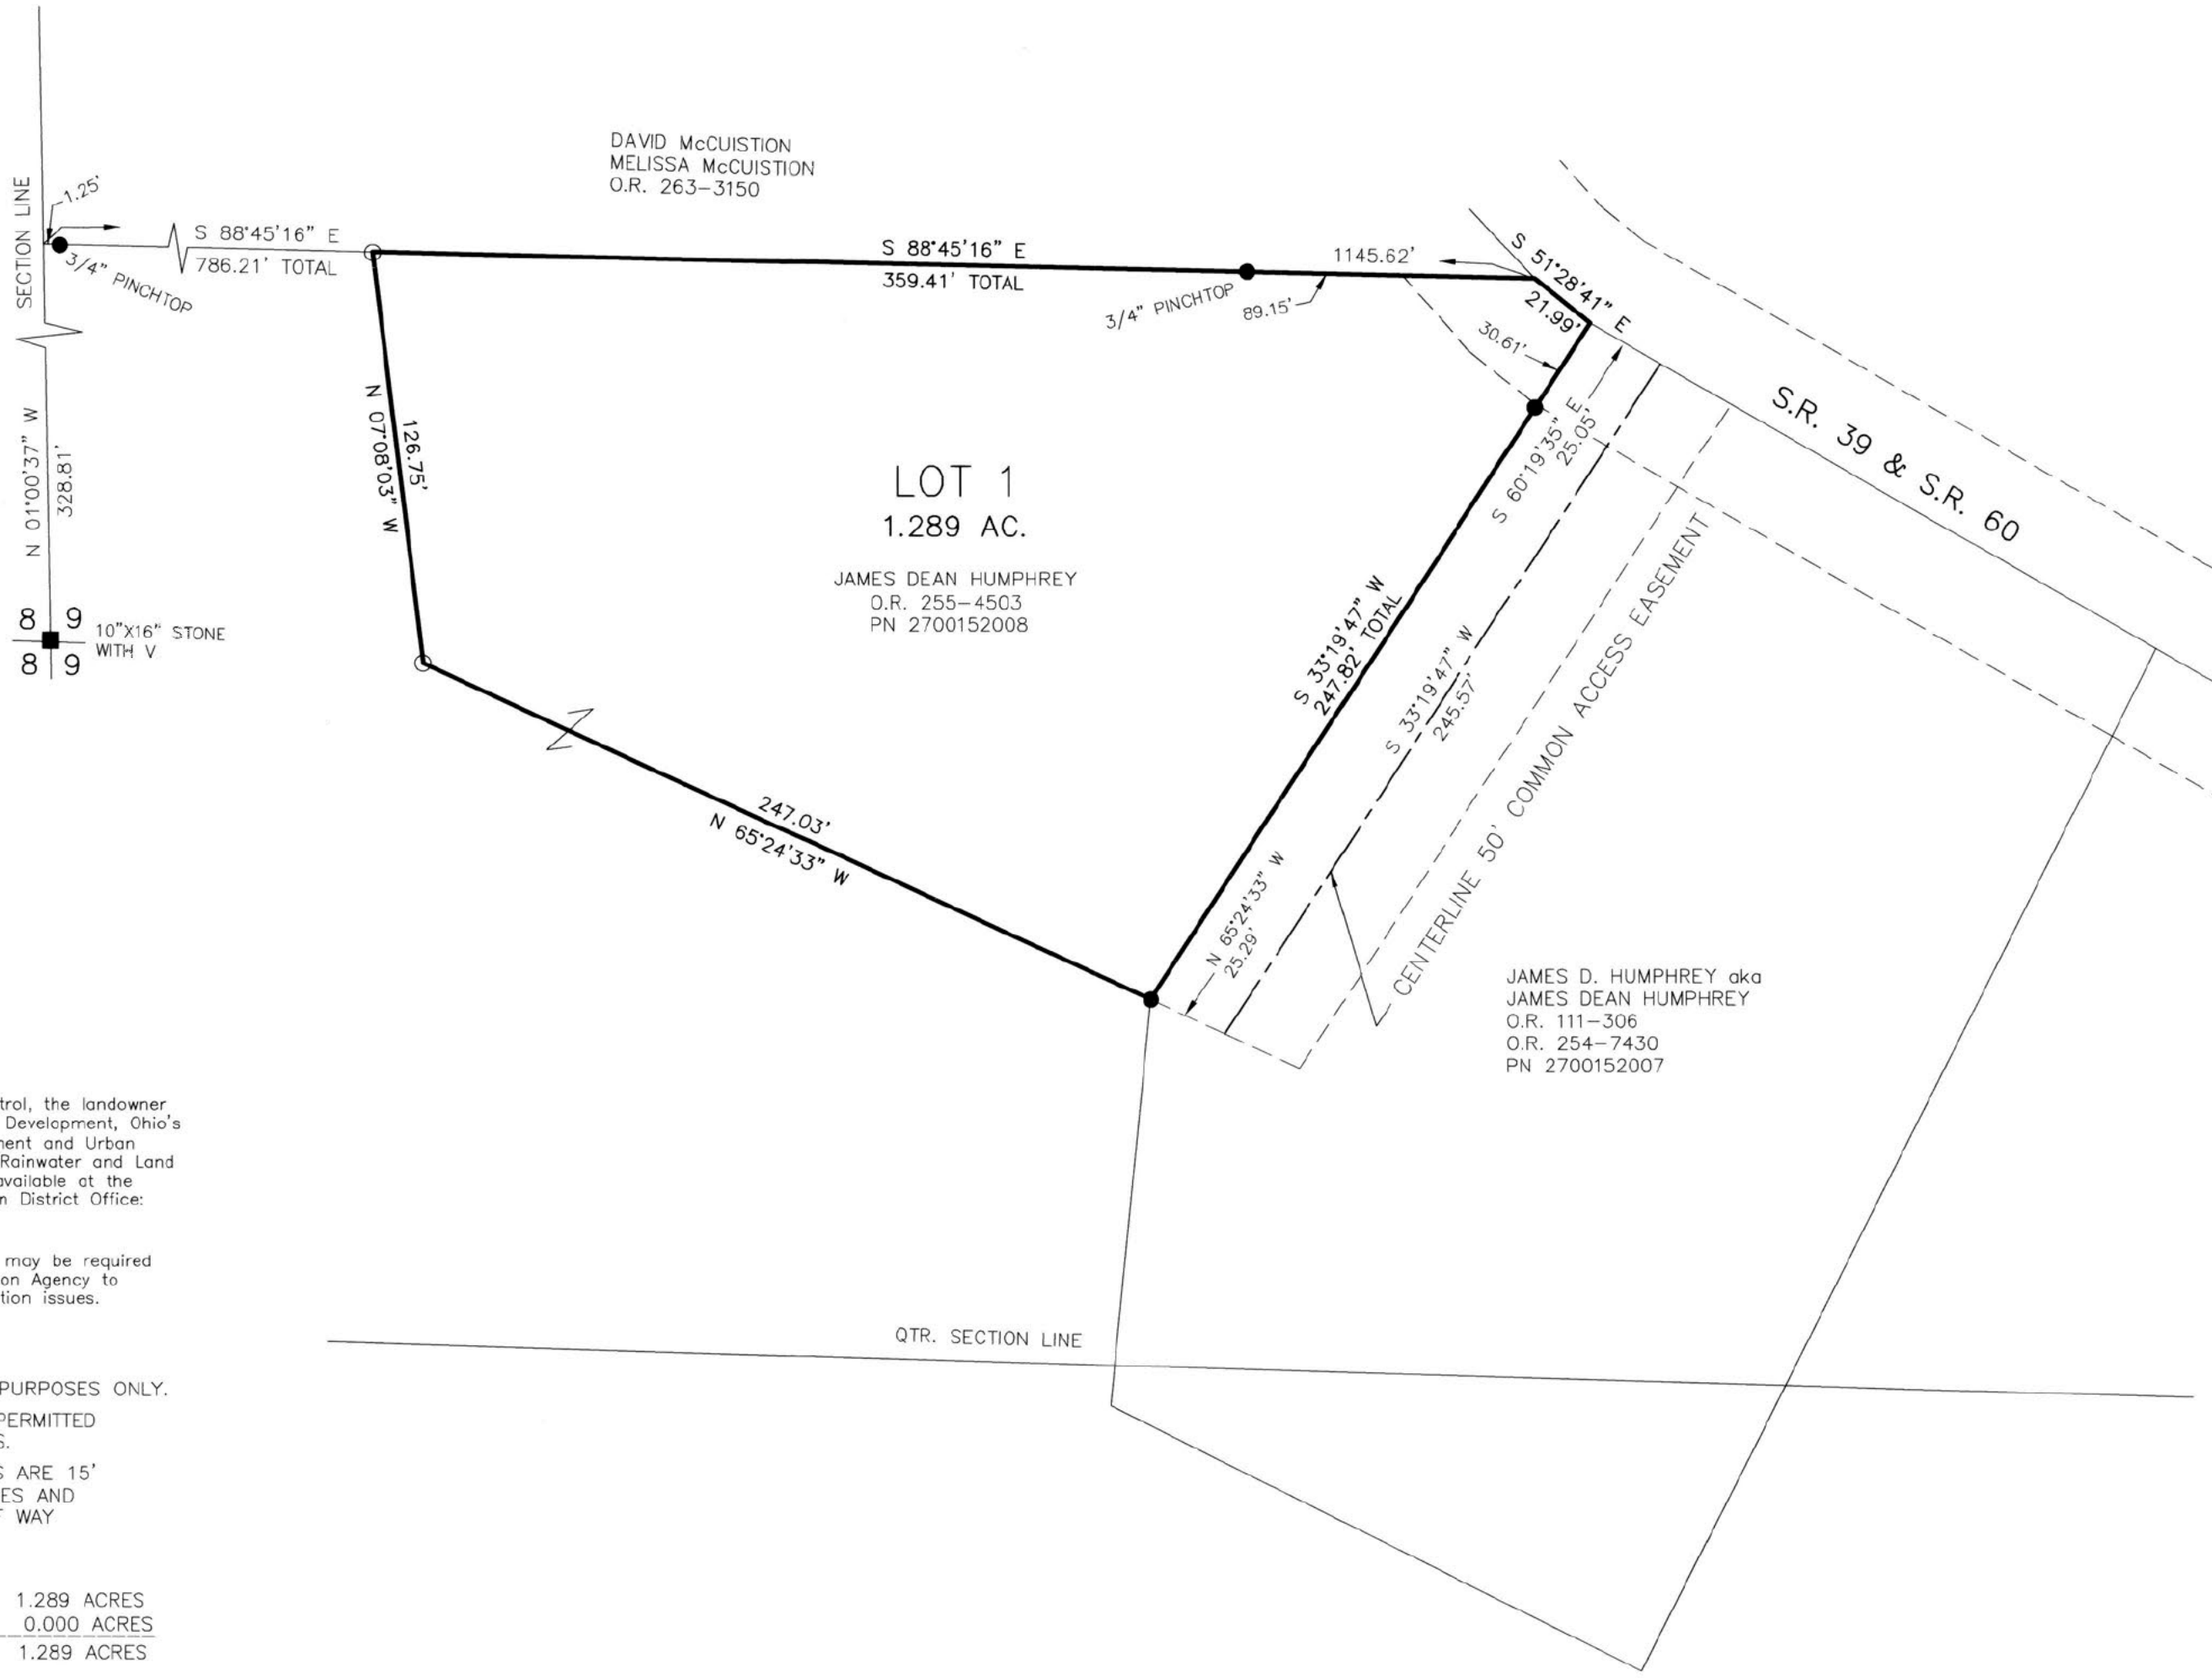 SECTION LINE
1.25'
3/4" PINCHTOP
S 88°45'16" E
786.21' TOTAL
DAVID McCUISTION
MELISSA McCUISTION
O.R. 263-3150
S 88°45'16" E
359.41' TOTAL
3/4" PINCHTOP
89.15'
1145.62'
S 51°28'41" E
21.99'
30.61'
S 60°19'35" E
25.05'
S.R. 39 & S.R. 60
N 01°00'37" W
328.81'
8 9
8 9
10"X16" STONE
WITH V
126.75'
N 07°08'03" W
LOT 1
1.289 AC.
JAMES DEAN HUMPHREY
O.R. 255-4503
PN 2700152008
S 33°19'47" W
247.82' TOTAL
S 33°19'47" W
245.57'
CENTERLINE 50' COMMON ACCESS EASEMENT
247.03'
N 65°24'33" W
N 65°24'33" W
25.29'
JAMES D. HUMPHREY aka
JAMES DEAN HUMPHREY
O.R. 111-306
O.R. 254-7430
PN 2700152007
trol, the landowner
Development, Ohio's
ment and Urban
Rainwater and Land
available at the
n District Office:
may be required
on Agency to
tion issues.
QTR. SECTION LINE
PURPOSES ONLY.
PERMITTED
S.
S ARE 15'
ES AND
F WAY
1.289 ACRES
0.000 ACRES
1.289 ACRES